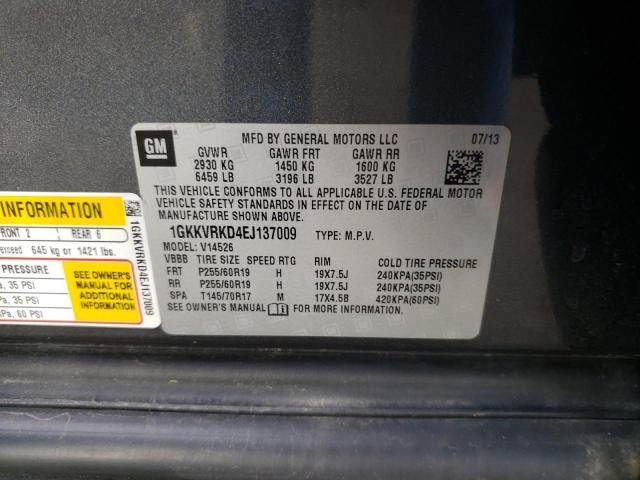 GM
MFD BY GENERAL MOTORS LLC 07/13
GVWR GAWR FRT GAWR RR
2930 KG 1450 KG 1600 KG
6459 LB 3196 LB 3527 LB
THIS VEHICLE CONFORMS TO ALL APPLICABLE U.S. FEDERAL MOTOR
VEHICLE SAFETY STANDARDS IN EFFECT ON THE DATE OF
MANUFACTURE SHOWN ABOVE.
1GKKVRKD4EJ137009 TYPE: M.P.V.
MODEL: V14526
VBBB TIRE SIZE SPEED RTG RIM COLD TIRE PRESSURE
FRT P255/60R19 H 19X7.5J 240KPA(35PSI)
RR P255/60R19 H 19X7.5J 240KPA(35PSI)
SPA T145/70R17 M 17X4.5B 420KPA(60PSI)
SEE OWNER'S MANUAL FOR MORE INFORMATION.
INFORMATION
FRONT 2 REAR 6
exceed 645 kg or 1421 lbs.
PRESSURE
35 PSI
35 PSI
60 PSI
SEE OWNER'S
MANUAL FOR
ADDITIONAL
INFORMATION
1GKKVRKD4EJ137009